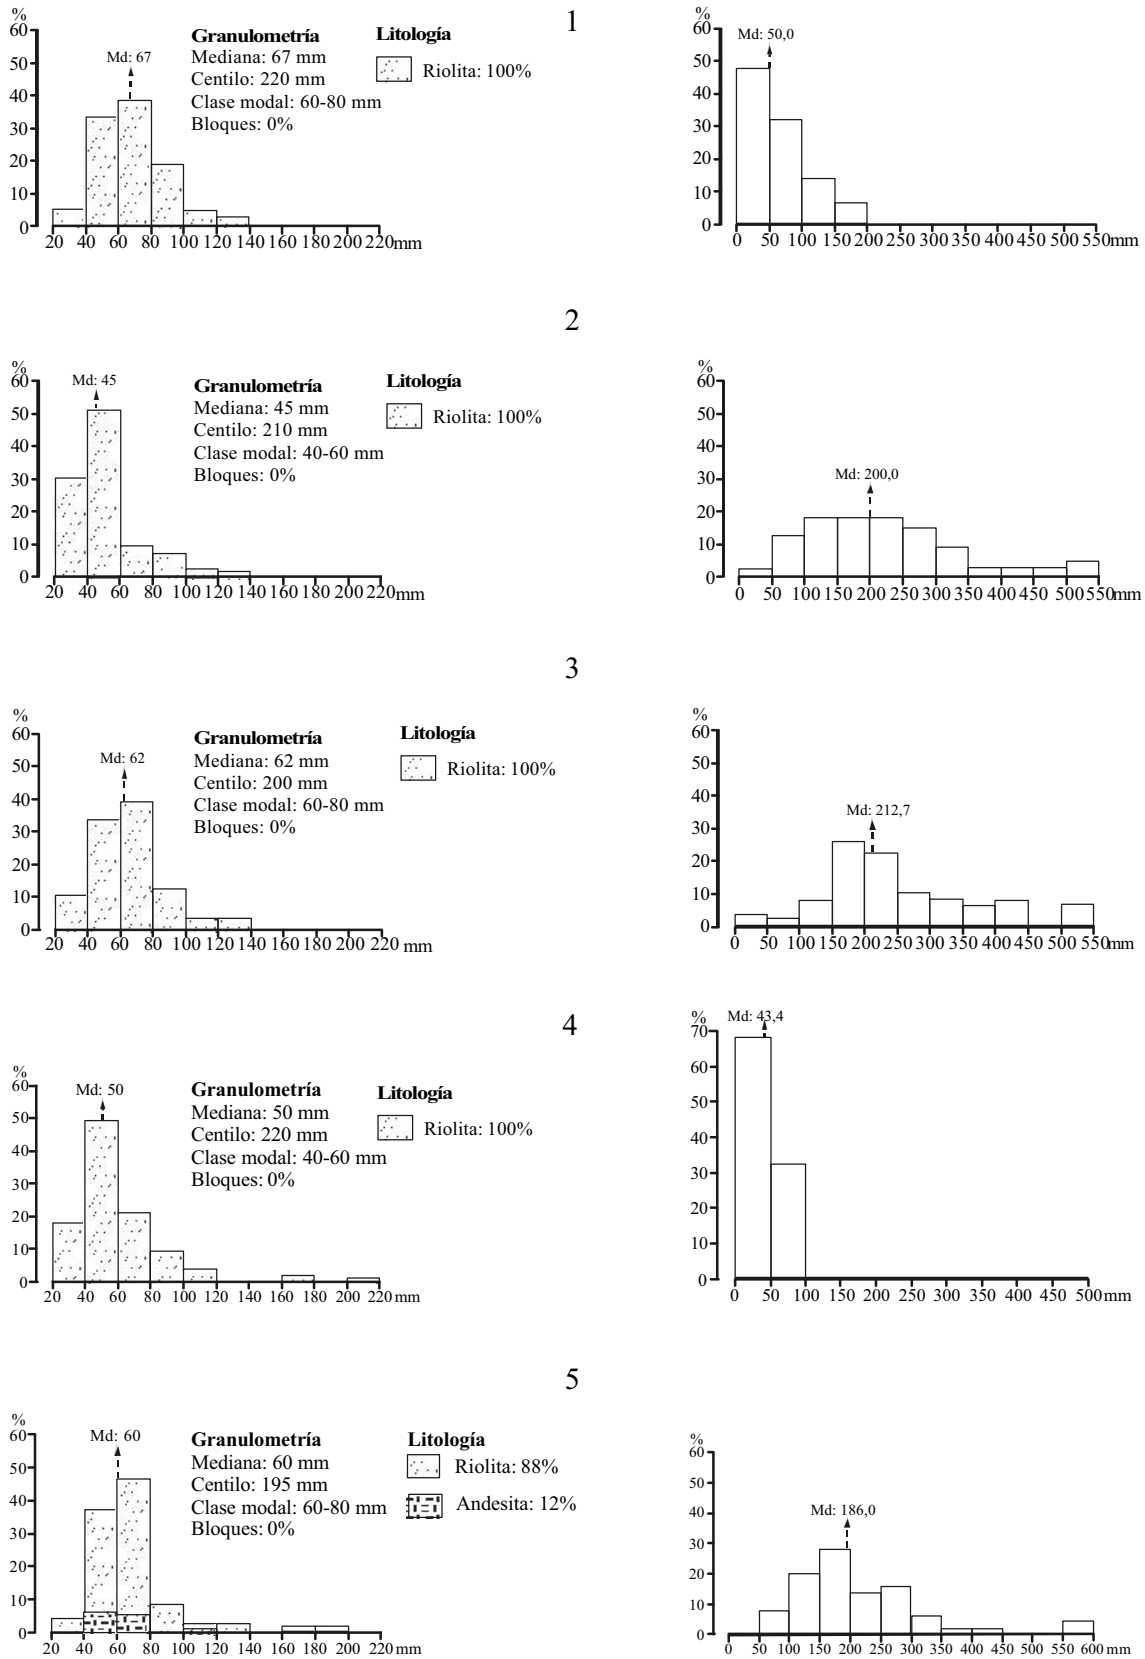 1
%
60
50
40
30
20
10
0
Md: 67
20 40 60 80 100 120 140 160 180 200 220mm
Granulometría
Mediana: 67 mm
Centilo: 220 mm
Clase modal: 60-80 mm
Bloques: 0%
Litología
Riolita: 100%
%
60
50
40
30
20
10
0
Md: 50,0
0 50 100 150 200 250 300 350 400 450 500 550mm
2
%
60
50
40
30
20
10
0
Md: 45
20 40 60 80 100 120 140 160 180 200 220mm
Granulometría
Mediana: 45 mm
Centilo: 210 mm
Clase modal: 40-60 mm
Bloques: 0%
Litología
Riolita: 100%
%
60
50
40
30
20
10
0
Md: 200,0
0 50 100 150 200 250 300 350 400 450 500 550mm
3
%
60
50
40
30
20
10
0
Md: 62
20 40 60 80 100 120 140 160 180 200 220 mm
Granulometría
Mediana: 62 mm
Centilo: 200 mm
Clase modal: 60-80 mm
Bloques: 0%
Litología
Riolita: 100%
%
60
50
40
30
20
10
0
Md: 212,7
0 50 100 150 200 250 300 350 400 450 500 550mm
4
%
60
50
40
30
20
10
0
Md: 50
20 40 60 80 100 120 140 160 180 200 220 mm
Granulometría
Mediana: 50 mm
Centilo: 220 mm
Clase modal: 40-60 mm
Bloques: 0%
Litología
Riolita: 100%
%
70
60
50
40
30
20
10
0
Md: 43,4
0 50 100 150 200 250 300 350 400 450 500mm
5
%
60
50
40
30
20
10
0
Md: 60
20 40 60 80 100 120 140 160 180 200 220 mm
Granulometría
Mediana: 60 mm
Centilo: 195 mm
Clase modal: 60-80 mm
Bloques: 0%
Litología
Riolita: 88%
Andesita: 12%
%
60
50
40
30
20
10
0
Md: 186,0
0 50 100 150 200 250 300 350 400 450 500 550 600 mm